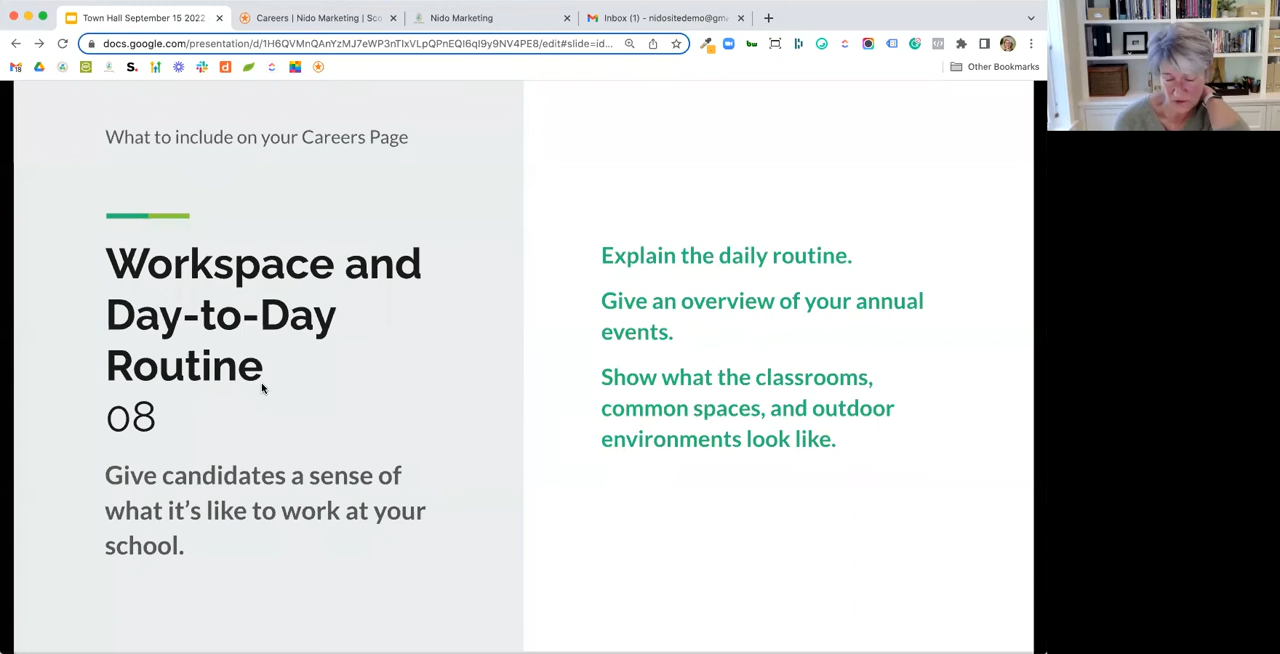 Town Hall September 15 2022
Careers | Nido Marketing | Sco
Nido Marketing
Inbox (1) - nidositedemo@gm
docs.google.com/presentation/d/1H6QVMnQAnYzMJ7eWP3nTlxVLpQPnEQI6qI9y9NV4PE8/edit#slide=id...
Other Bookmarks
What to include on your Careers Page
Workspace and
Day-to-Day
Routine
08
Give candidates a sense of
what it’s like to work at your
school.
Explain the daily routine.
Give an overview of your annual
events.
Show what the classrooms,
common spaces, and outdoor
environments look like.